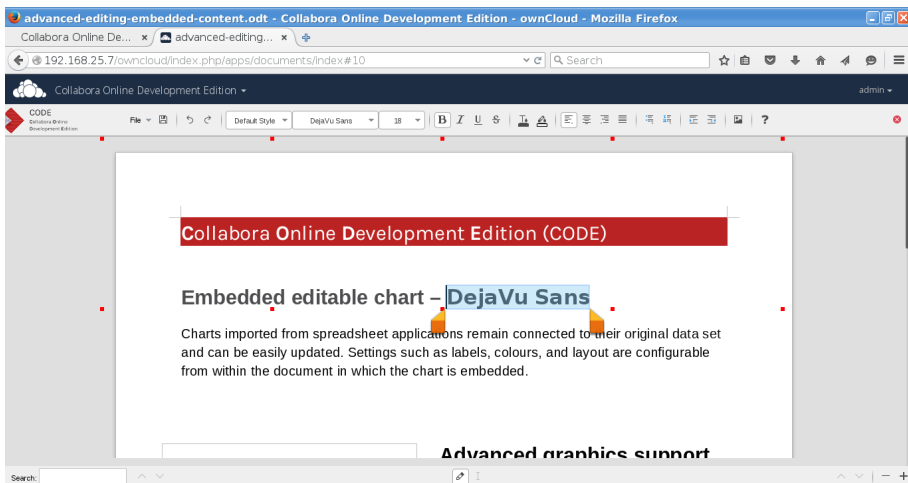 advanced-editing-embedded-content.odt - Collabora Online Development Edition - ownCloud - Mozilla Firefox
Collabora Online De... × advanced-editing... ×
192.168.25.7/owncloud/index.php/apps/documents/index#10 Search
Collabora Online Development Edition admin
CODE
Collabora Online
Development Edition
File Default Style DejaVu Sans 18 B I U S ?
Collabora Online Development Edition (CODE)
Embedded editable chart – DejaVu Sans
Charts imported from spreadsheet applications remain connected to their original data set
and can be easily updated. Settings such as labels, colours, and layout are configurable
from within the document in which the chart is embedded.
Advanced graphics support
Search: